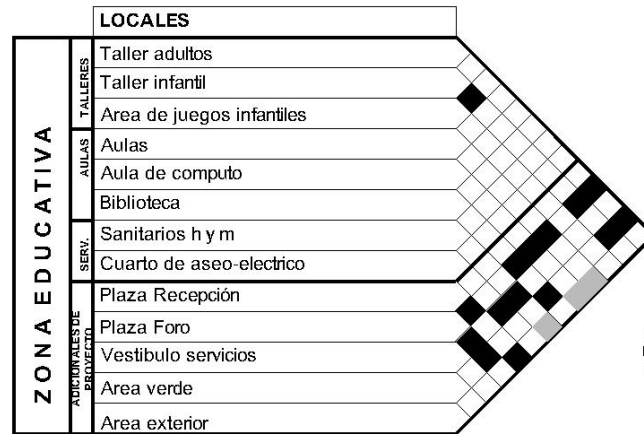 LOCALES
ZONA EDUCATIVA
TALLERES
Taller adultos
Taller infantil
Area de juegos infantiles
AULAS
Aulas
Aula de computo
Biblioteca
SERV.
Sanitarios h y m
Cuarto de aseo-electrico
ADICIONALES DE
PROYECTO
Plaza Recepción
Plaza Foro
Vestibulo servicios
Area verde
Area exterior